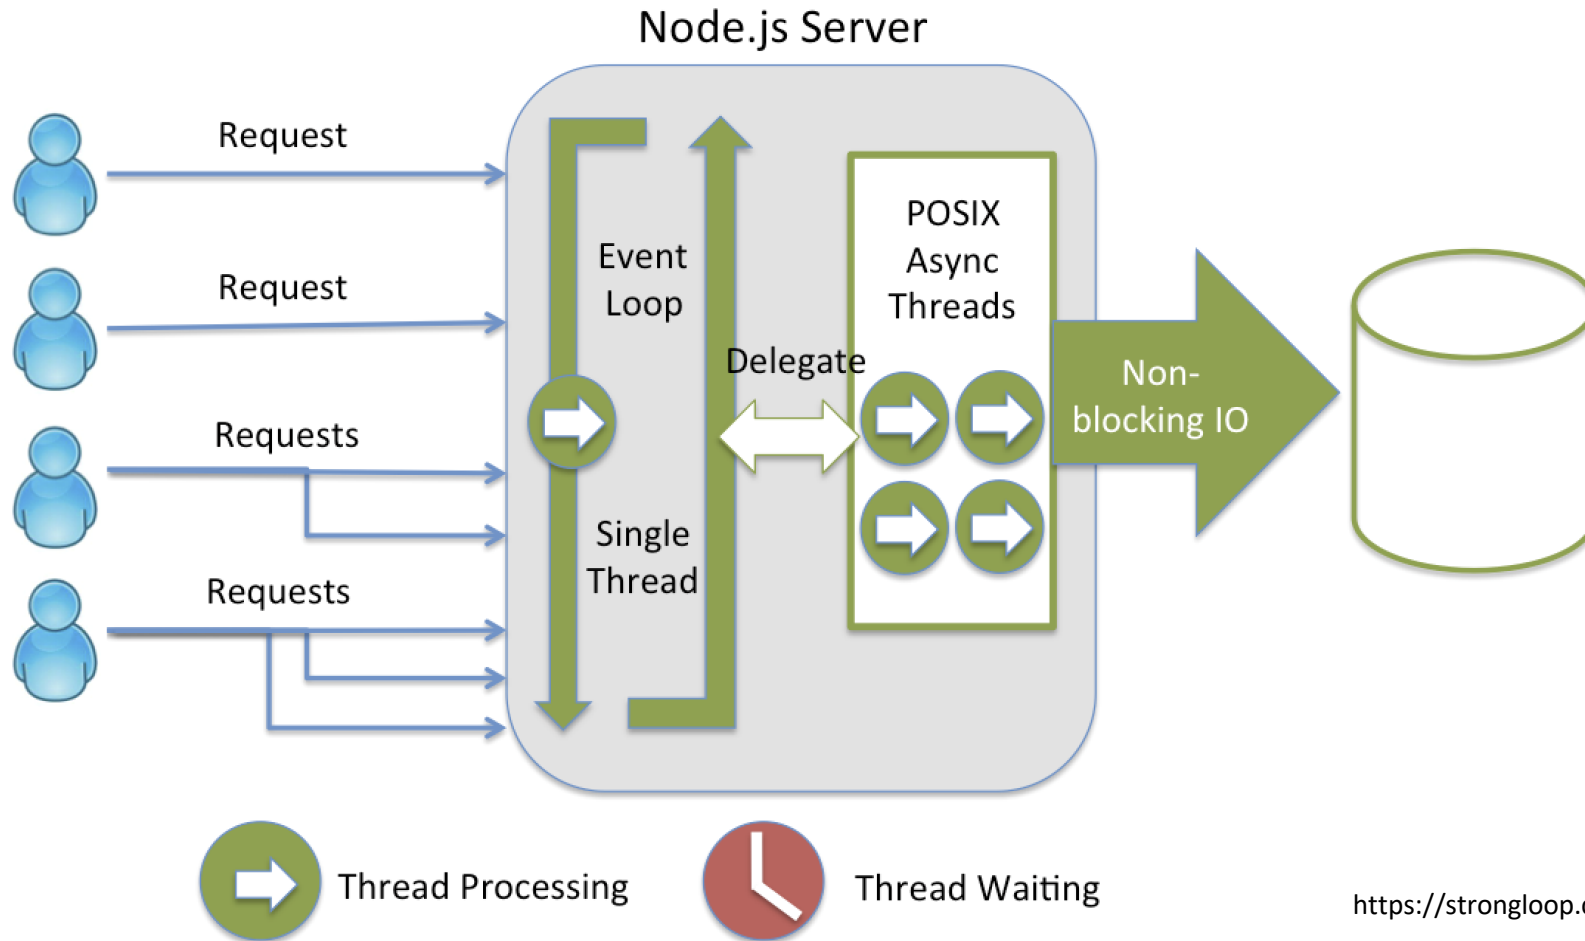 Node.js Server
Request
Request
Requests
Requests
Event
Loop
Single
Thread
Delegate
POSIX
Async
Threads
Non-
blocking IO
Thread Processing
Thread Waiting
https://strongloop.